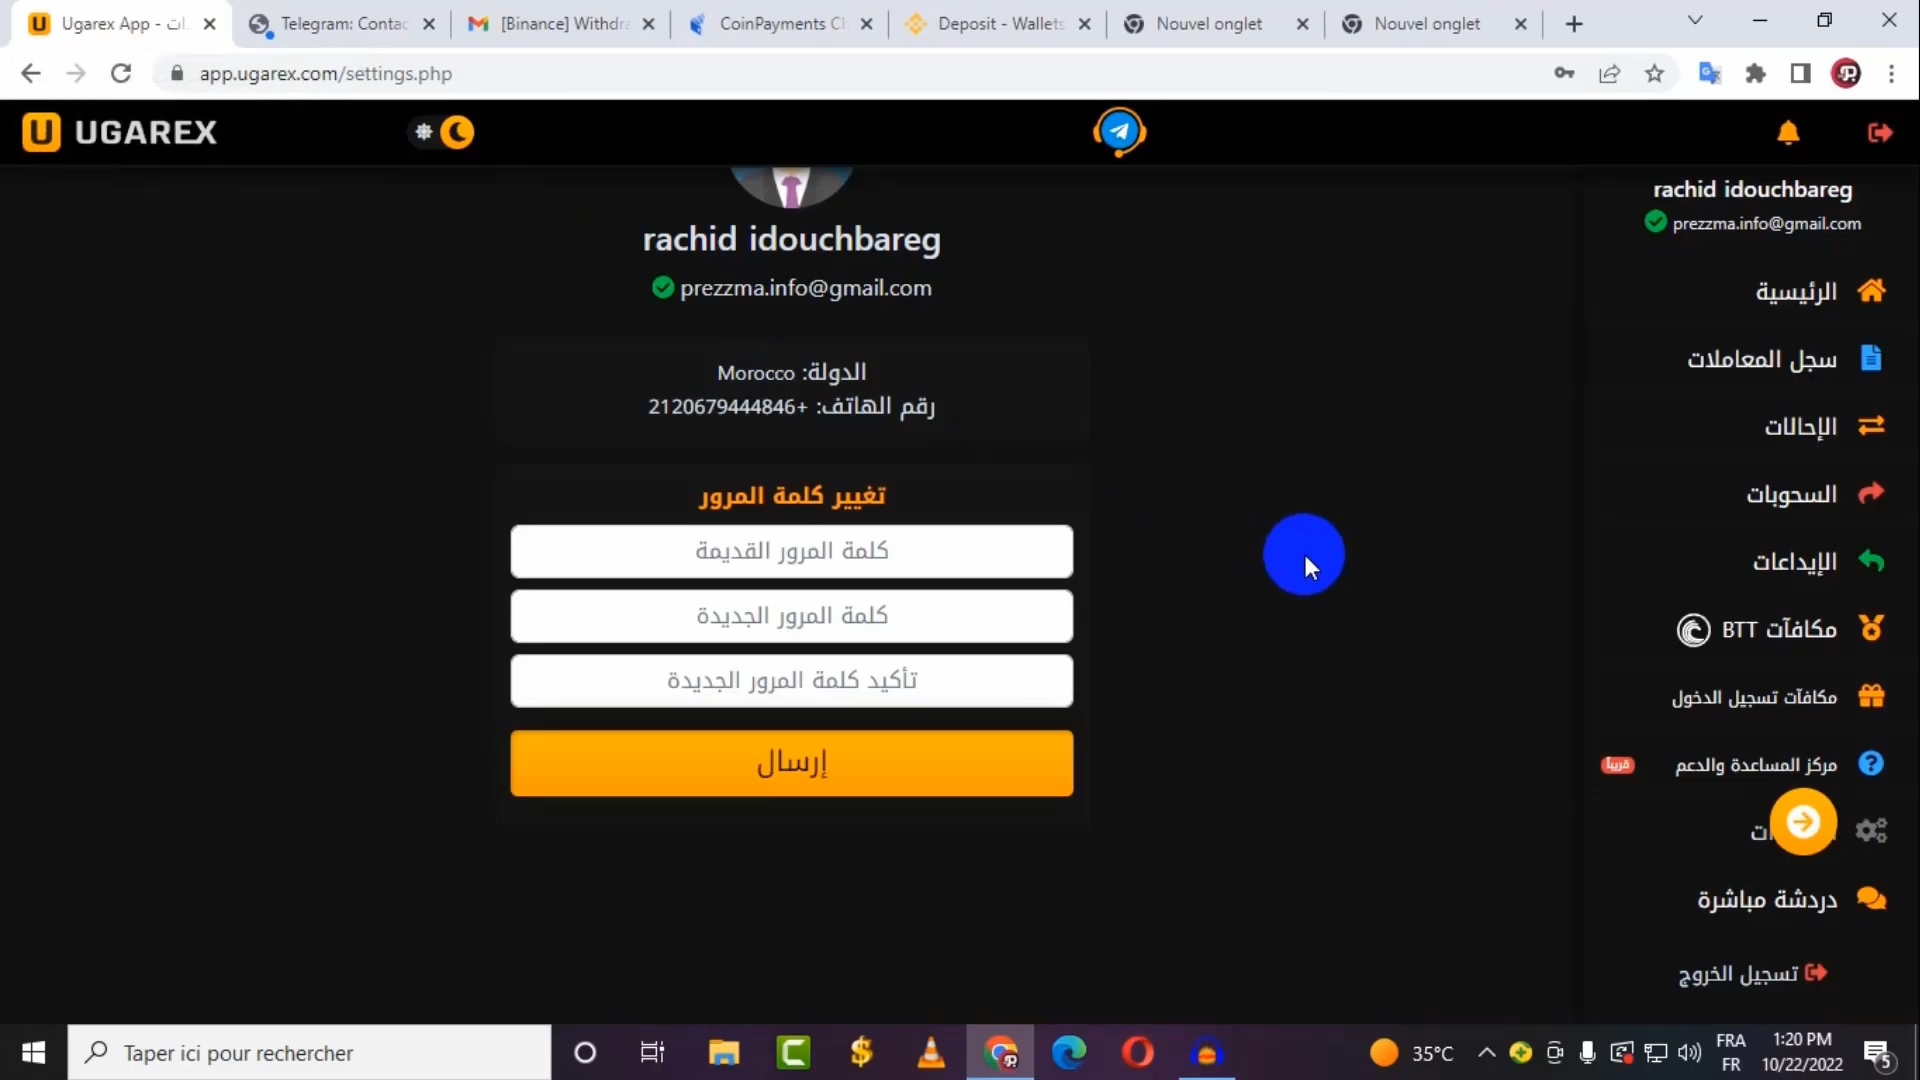 Ugarex App - ات
Telegram: Contac
[Binance] Withdra
CoinPayments C
Deposit - Wallets
Nouvel onglet
Nouvel onglet
app.ugarex.com/settings.php
UGAREX
rachid idouchbareg
prezzma.info@gmail.com
الدولة: Morocco
رقم الهاتف: +2120679444846
تغيير كلمة المرور
كلمة المرور القديمة
كلمة المرور الجديدة
تأكيد كلمة المرور الجديدة
إرسال
rachid idouchbareg
prezzma.info@gmail.com
الرئيسية
سجل المعاملات
الإحالات
السحوبات
الإيداعات
مكافآت BTT
مكافآت تسجيل الدخول
مركز المساعدة والدعم قريبا
دردشة مباشرة
تسجيل الخروج
Taper ici pour rechercher
35°C
FRA
FR
1:20 PM
10/22/2022
5